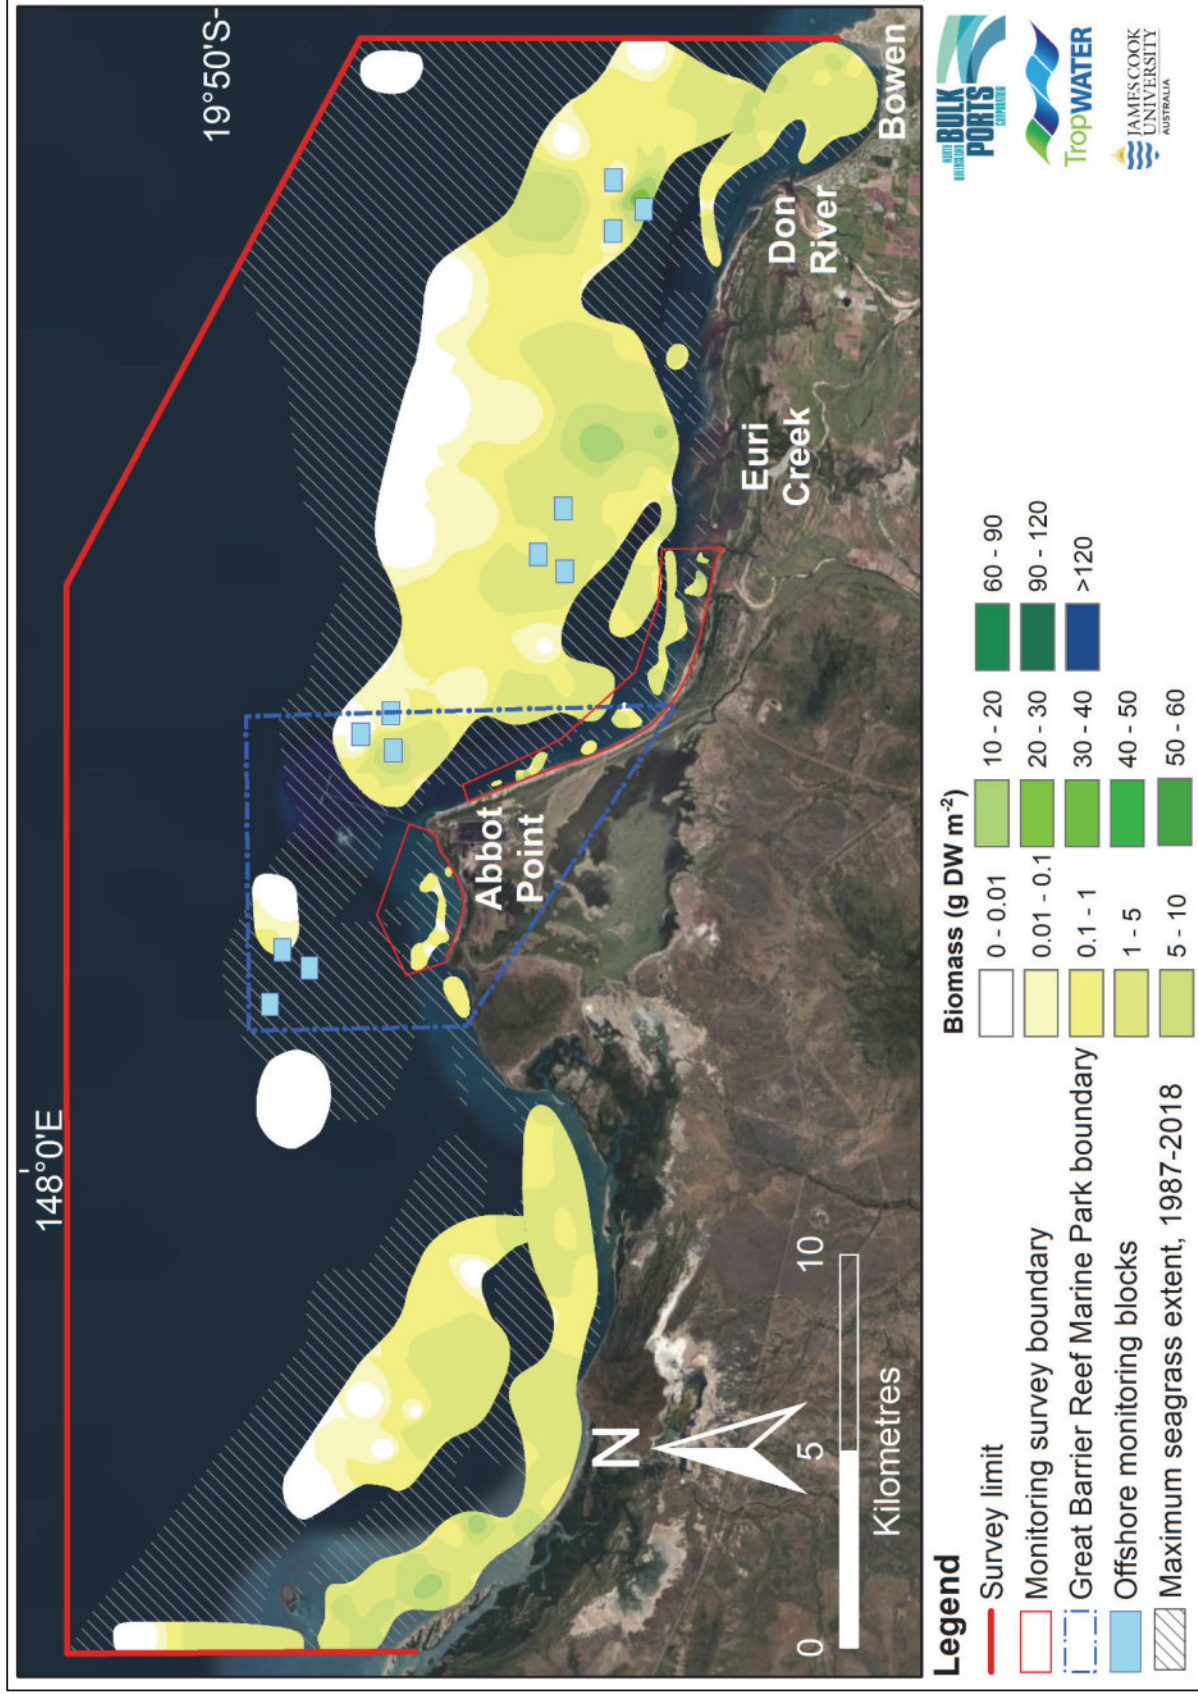 148°0'E
19°50'S
Abbot
Point
Euri
Creek
Don
River
Bowen
N
0 5 10
Kilometres
Legend
Survey limit
Monitoring survey boundary
Great Barrier Reef Marine Park boundary
Offshore monitoring blocks
Maximum seagrass extent, 1987-2018
Biomass (g DW m-2)
0 - 0.01
0.01 - 0.1
0.1 - 1
1 - 5
5 - 10
10 - 20
20 - 30
30 - 40
40 - 50
50 - 60
60 - 90
90 - 120
>120
NORTH
QUEENSLAND
BULK
PORTS
CORPORATION
TropWATER
JAMES COOK
UNIVERSITY
AUSTRALIA